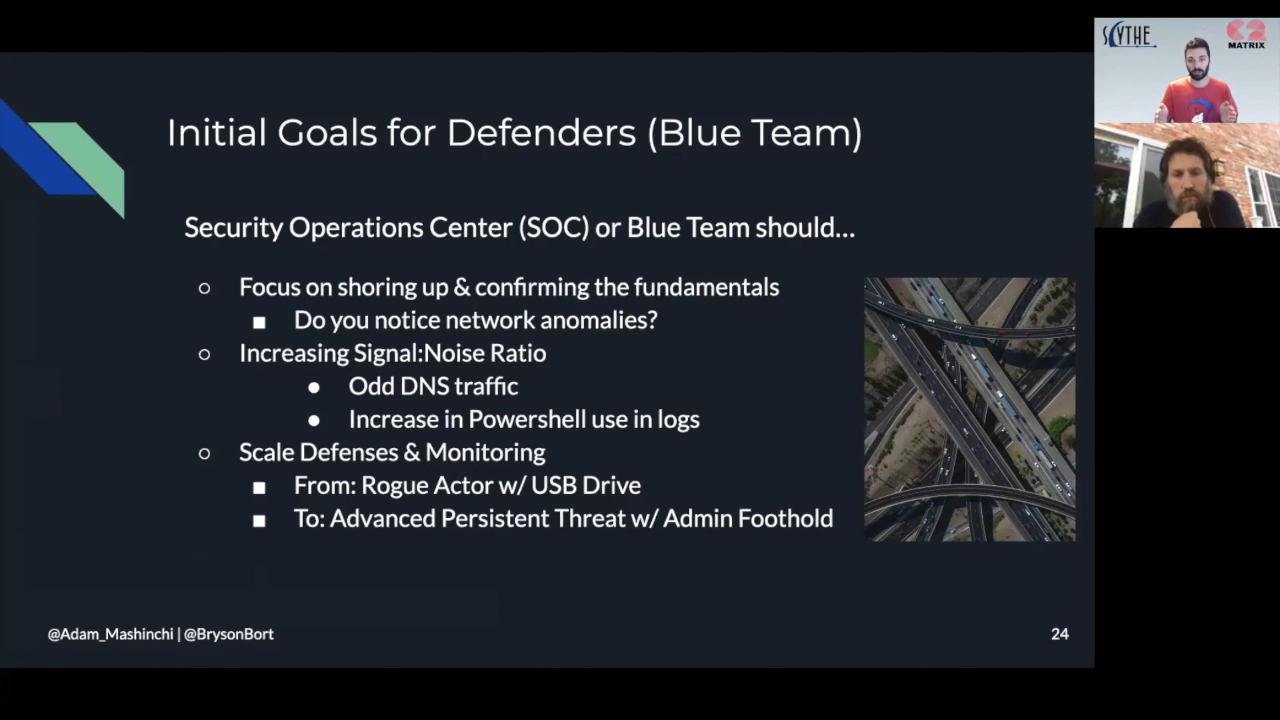 Initial Goals for Defenders (Blue Team)
Security Operations Center (SOC) or Blue Team should...
Focus on shoring up & confirming the fundamentals
Do you notice network anomalies?
Increasing Signal:Noise Ratio
Odd DNS traffic
Increase in Powershell use in logs
Scale Defenses & Monitoring
From: Rogue Actor w/ USB Drive
To: Advanced Persistent Threat w/ Admin Foothold
@Adam_Mashinchi | @BrysonBort
24
SCYTHE
C2
MATRIX